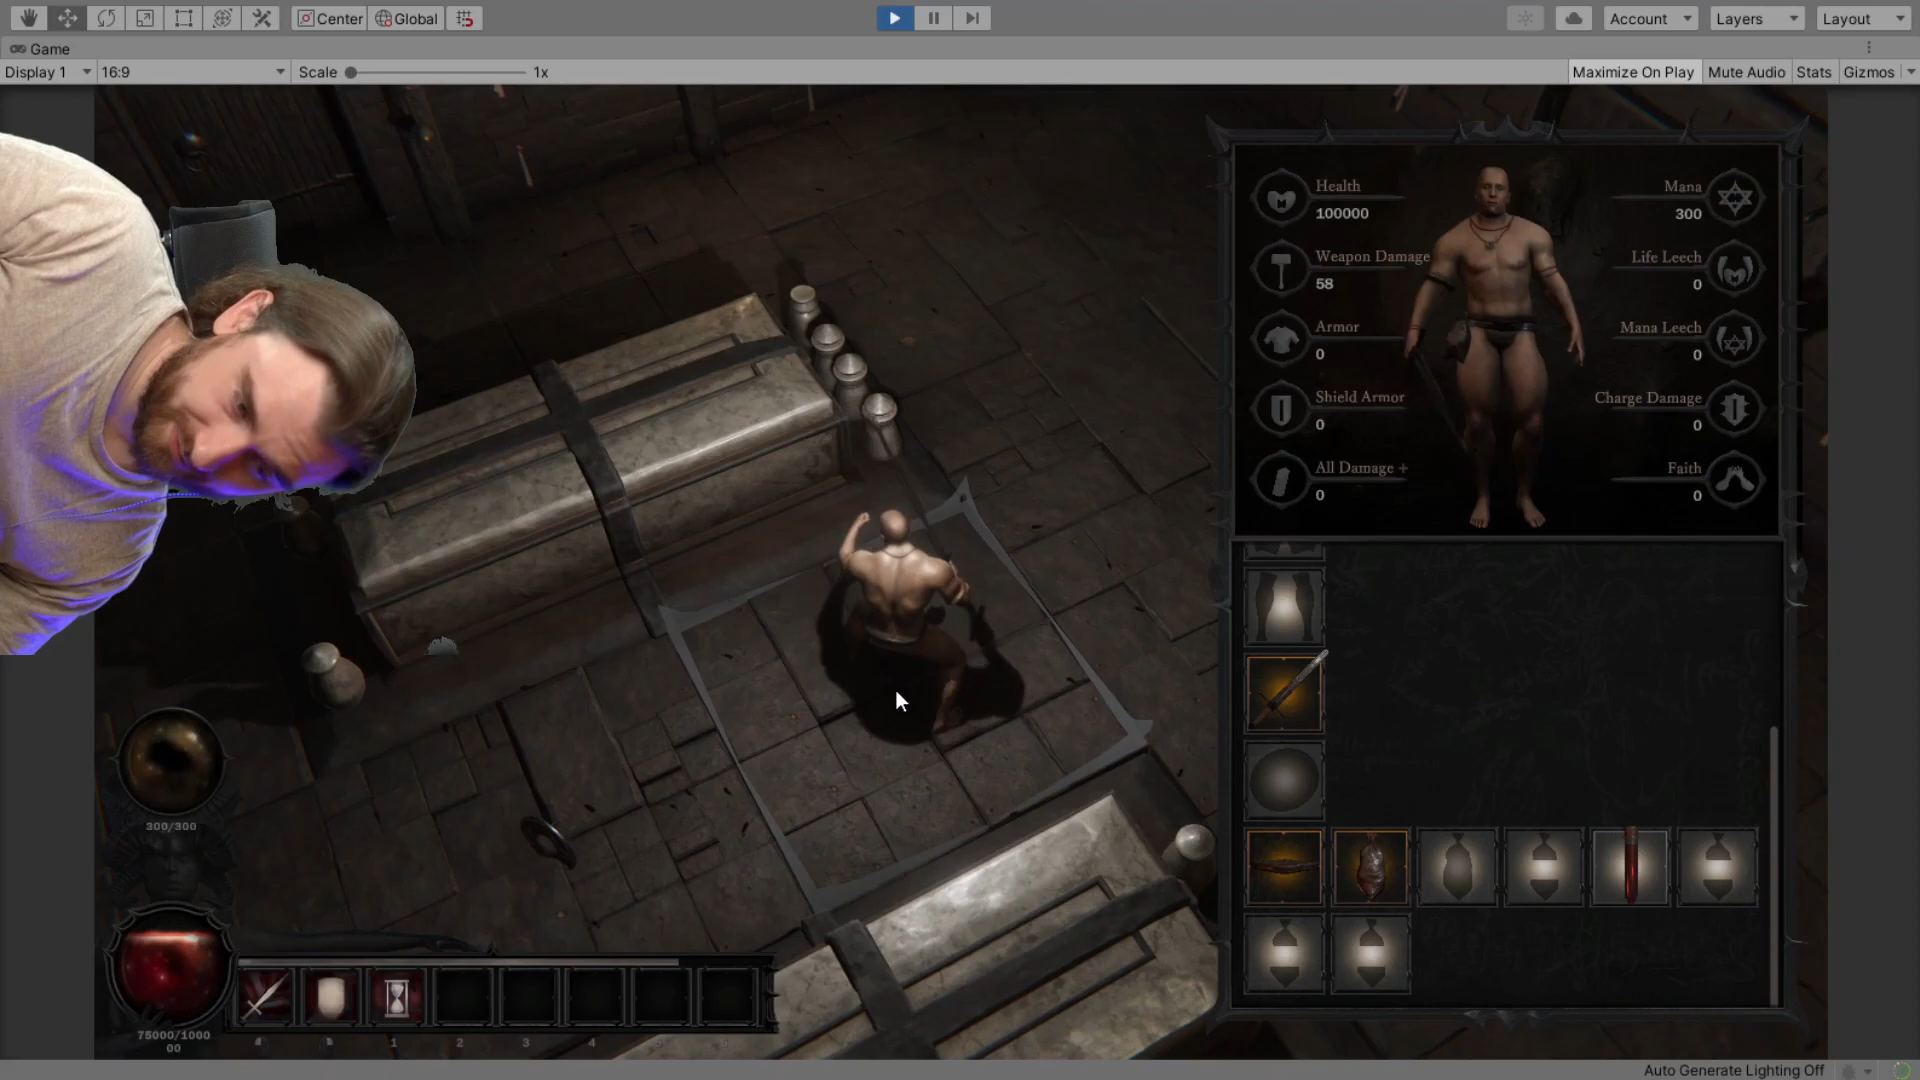 Center Global Account Layers Layout
Game
Display 1 16:9 Scale 1x Maximize On Play Mute Audio Stats Gizmos
Health
100000
Mana
300
Weapon Damage
58
Life Leech
0
Armor
0
Mana Leech
0
Shield Armor
0
Charge Damage
0
All Damage +
0
Faith
0
300/300
75000/1000
00
1 2 3 4
Auto Generate Lighting Off